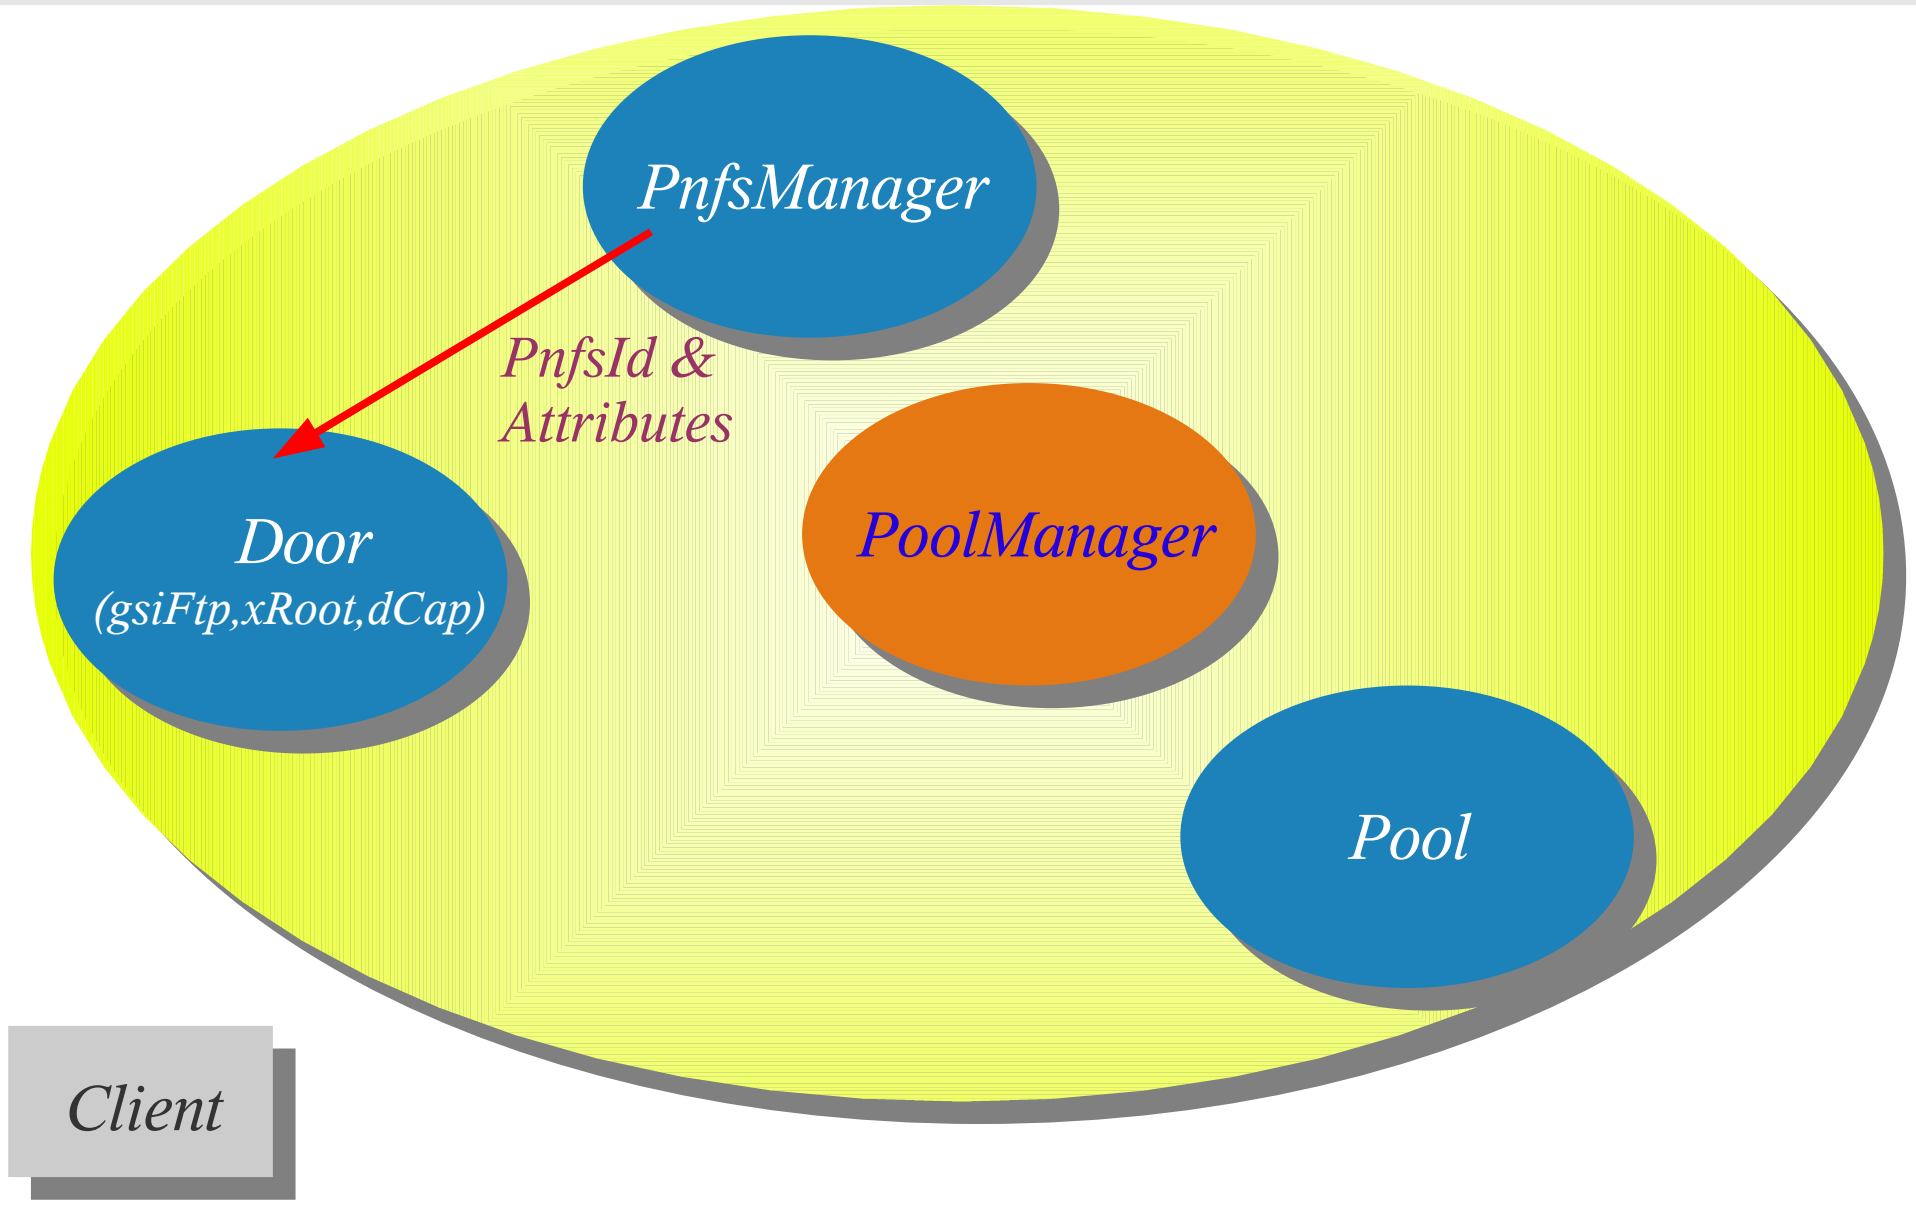 PnfsManager
PnfsId &
Attributes
Door
(gsiFtp,xRoot,dCap)
PoolManager
Pool
Client